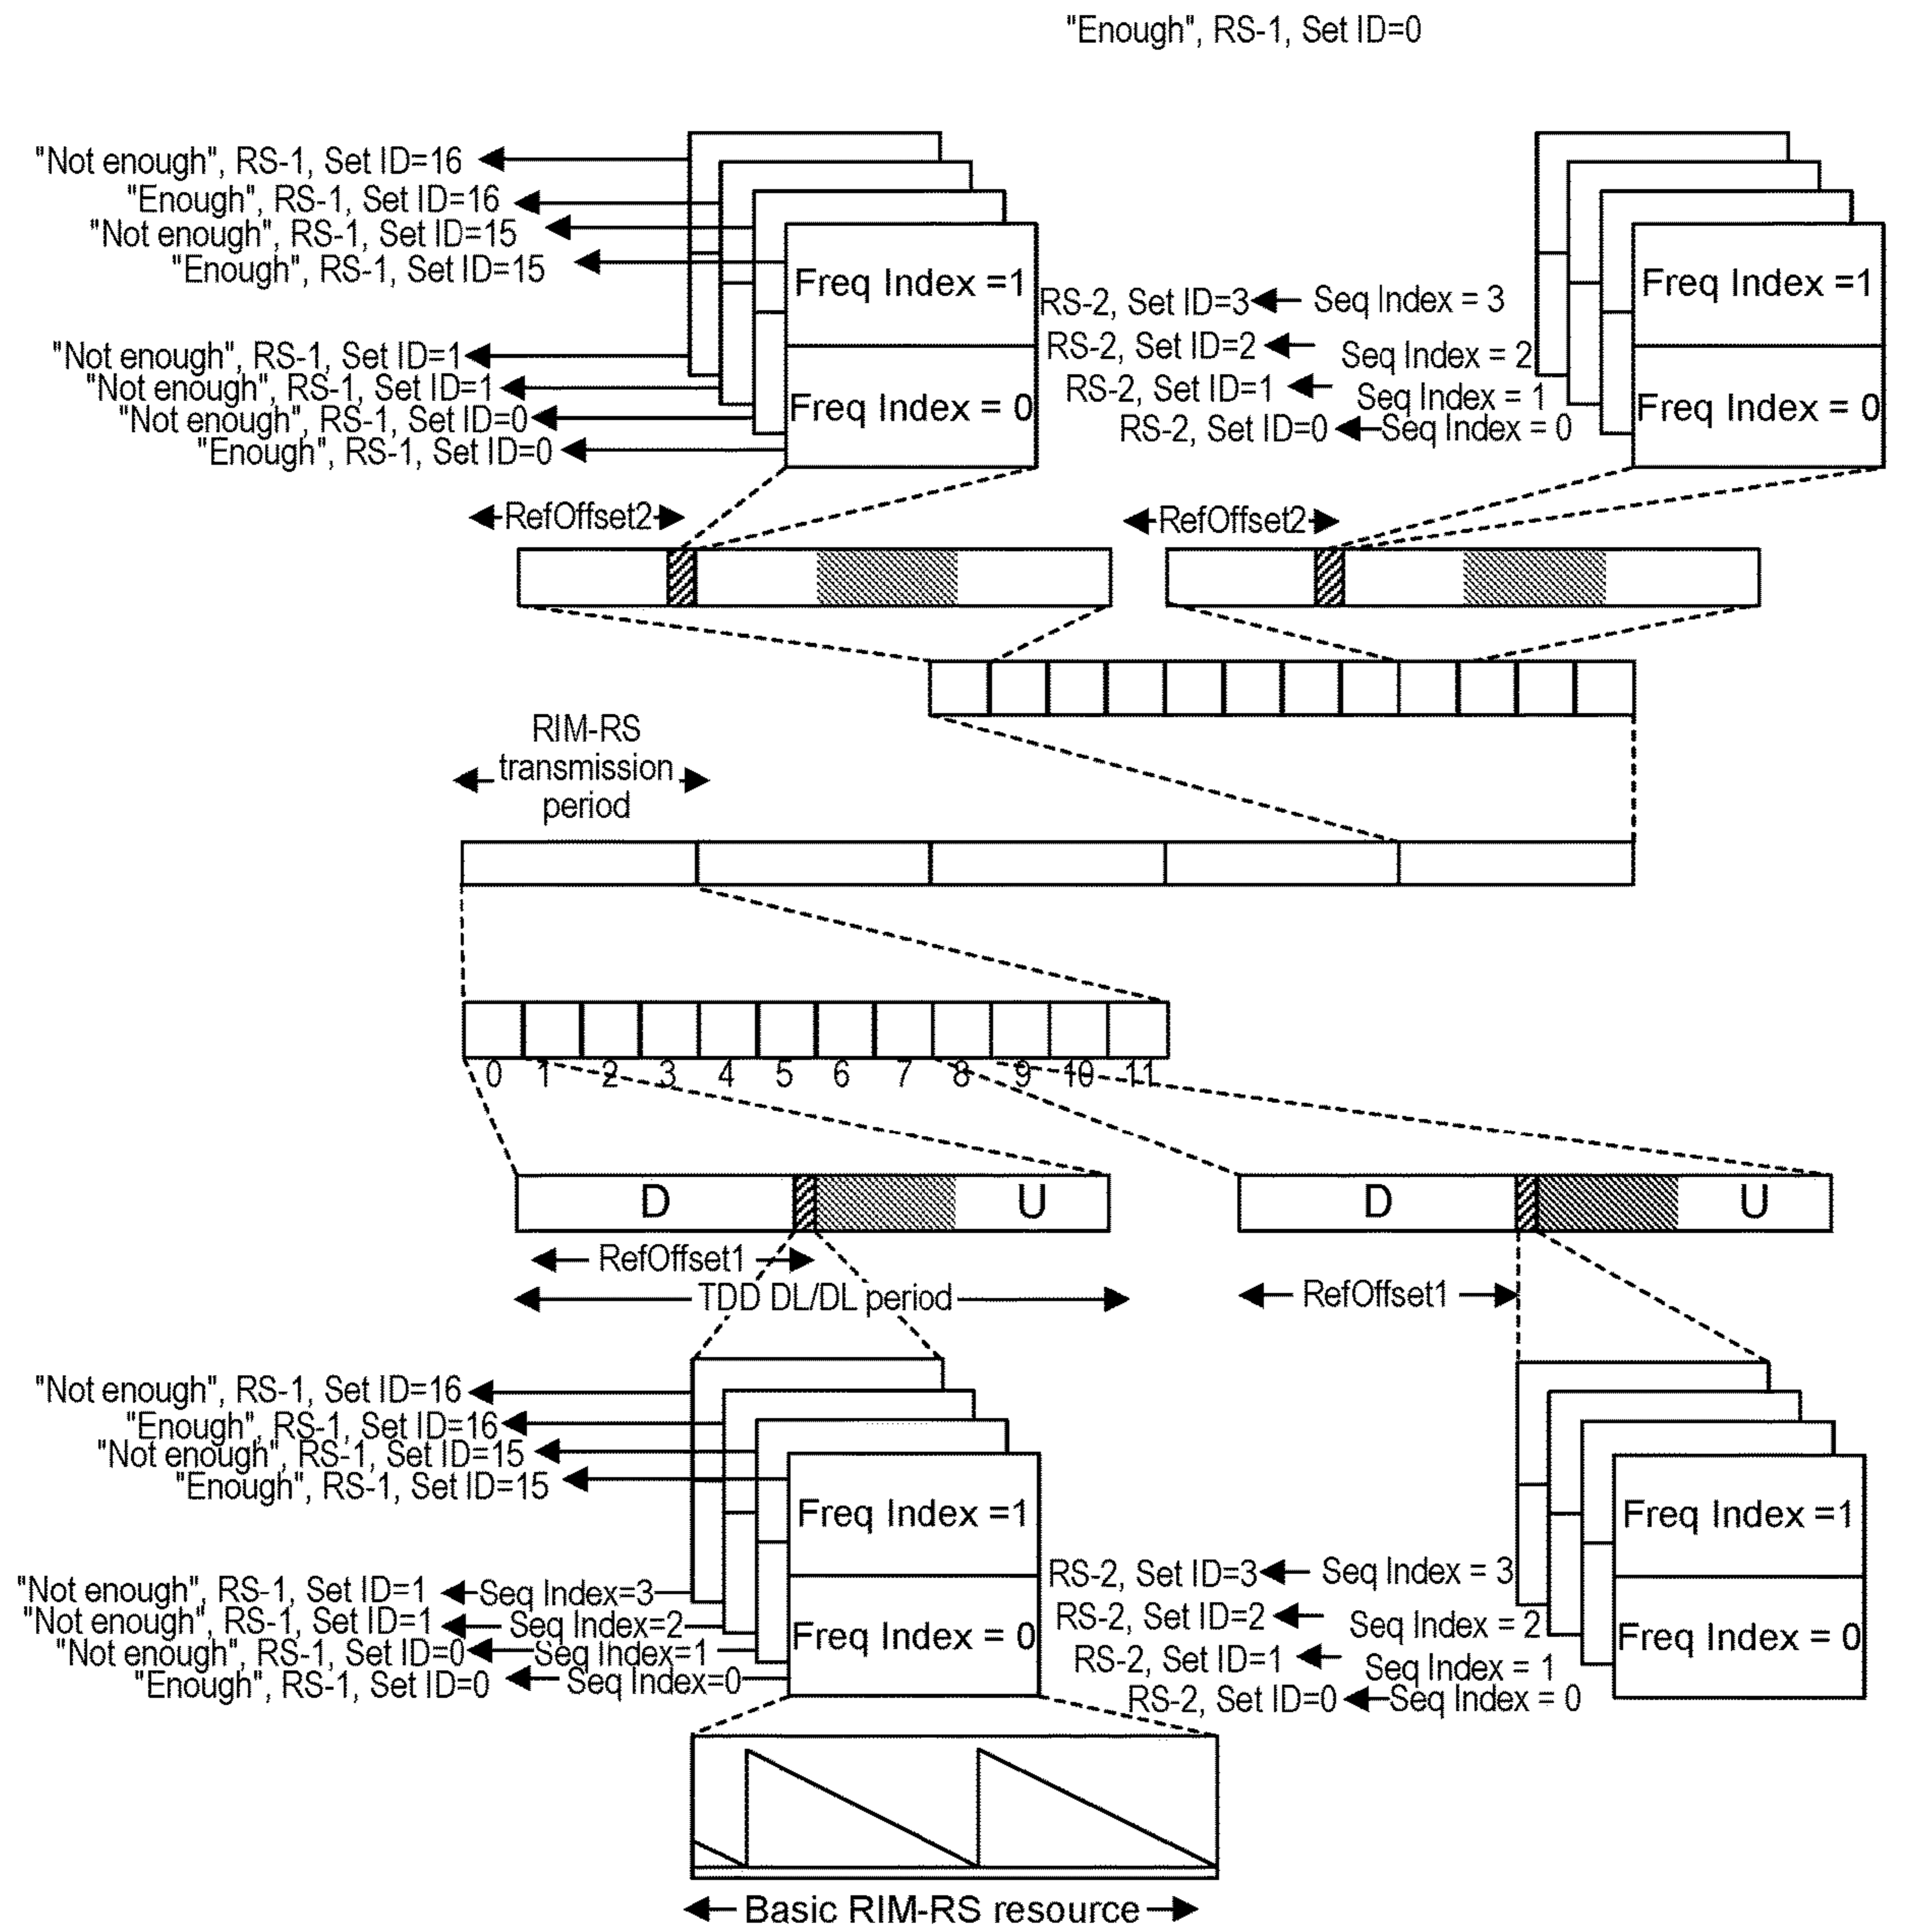 "Enough", RS-1, Set ID=0
"Not enough", RS-1, Set ID=16
"Enough", RS-1, Set ID=16
"Not enough", RS-1, Set ID=15
"Enough", RS-1, Set ID=15
Freq Index =1
"Not enough", RS-1, Set ID=1
"Not enough", RS-1, Set ID=1
"Not enough", RS-1, Set ID=0
"Enough", RS-1, Set ID=0
Freq Index = 0
RS-2, Set ID=3 Seq Index = 3
RS-2, Set ID=2 Seq Index = 2
RS-2, Set ID=1 Seq Index = 1
RS-2, Set ID=0 Seq Index = 0
Freq Index =1
Freq Index = 0
RefOffset2
RefOffset2
RIM-RS
transmission
period
0 1 2 3 4 5 6 7 8 9 10 11
D U
D U
RefOffset1
TDD DL/DL period
RefOffset1
"Not enough", RS-1, Set ID=16
"Enough", RS-1, Set ID=16
"Not enough", RS-1, Set ID=15
"Enough", RS-1, Set ID=15
Freq Index =1
"Not enough", RS-1, Set ID=1 Seq Index=3
"Not enough", RS-1, Set ID=1 Seq Index=2
"Not enough", RS-1, Set ID=0 Seq Index=1
"Enough", RS-1, Set ID=0 Seq Index=0
Freq Index = 0
RS-2, Set ID=3 Seq Index = 3
RS-2, Set ID=2 Seq Index = 2
RS-2, Set ID=1 Seq Index = 1
RS-2, Set ID=0 Seq Index = 0
Freq Index =1
Freq Index = 0
Basic RIM-RS resource